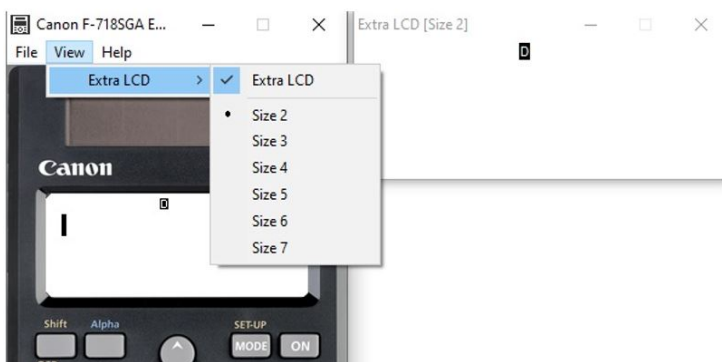 Canon F-718SGA E...
Extra LCD [Size 2]
File View Help
D
Extra LCD
Extra LCD
Size 2
Size 3
Size 4
Size 5
Size 6
Size 7
Canon
D
Shift Alpha SET-UP
MODE ON